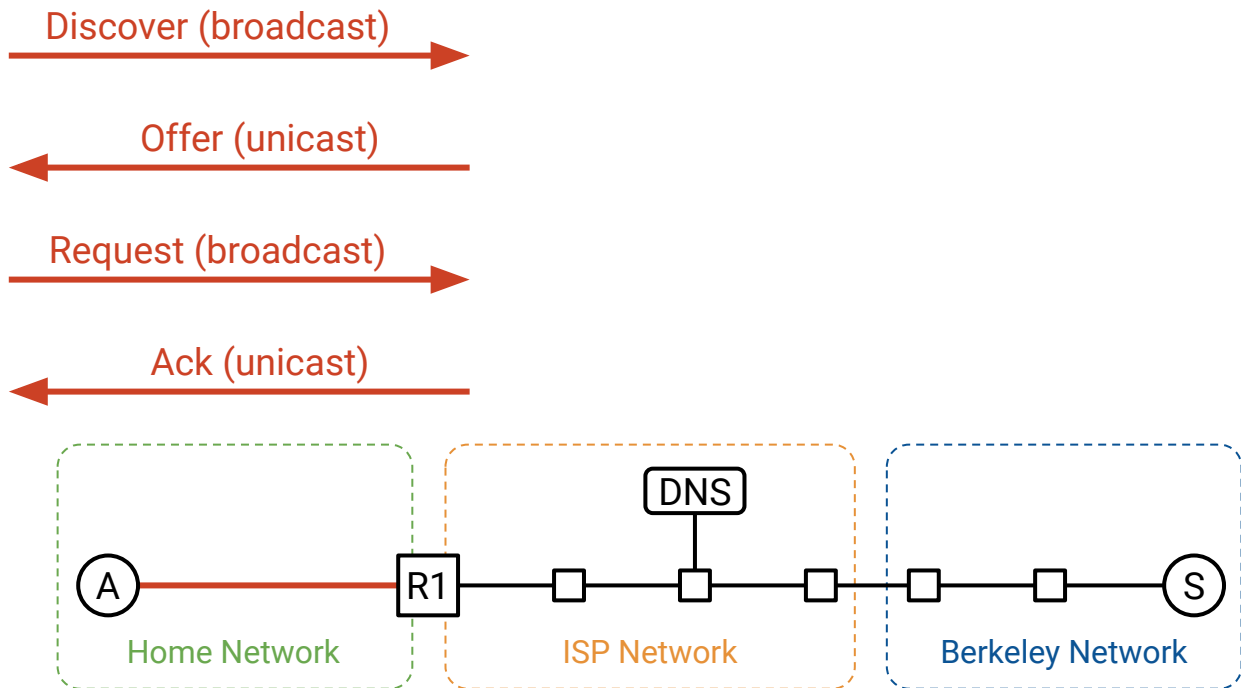 Discover (broadcast)
Offer (unicast)
Request (broadcast)
Ack (unicast)
DNS
A
R1
S
Home Network
ISP Network
Berkeley Network